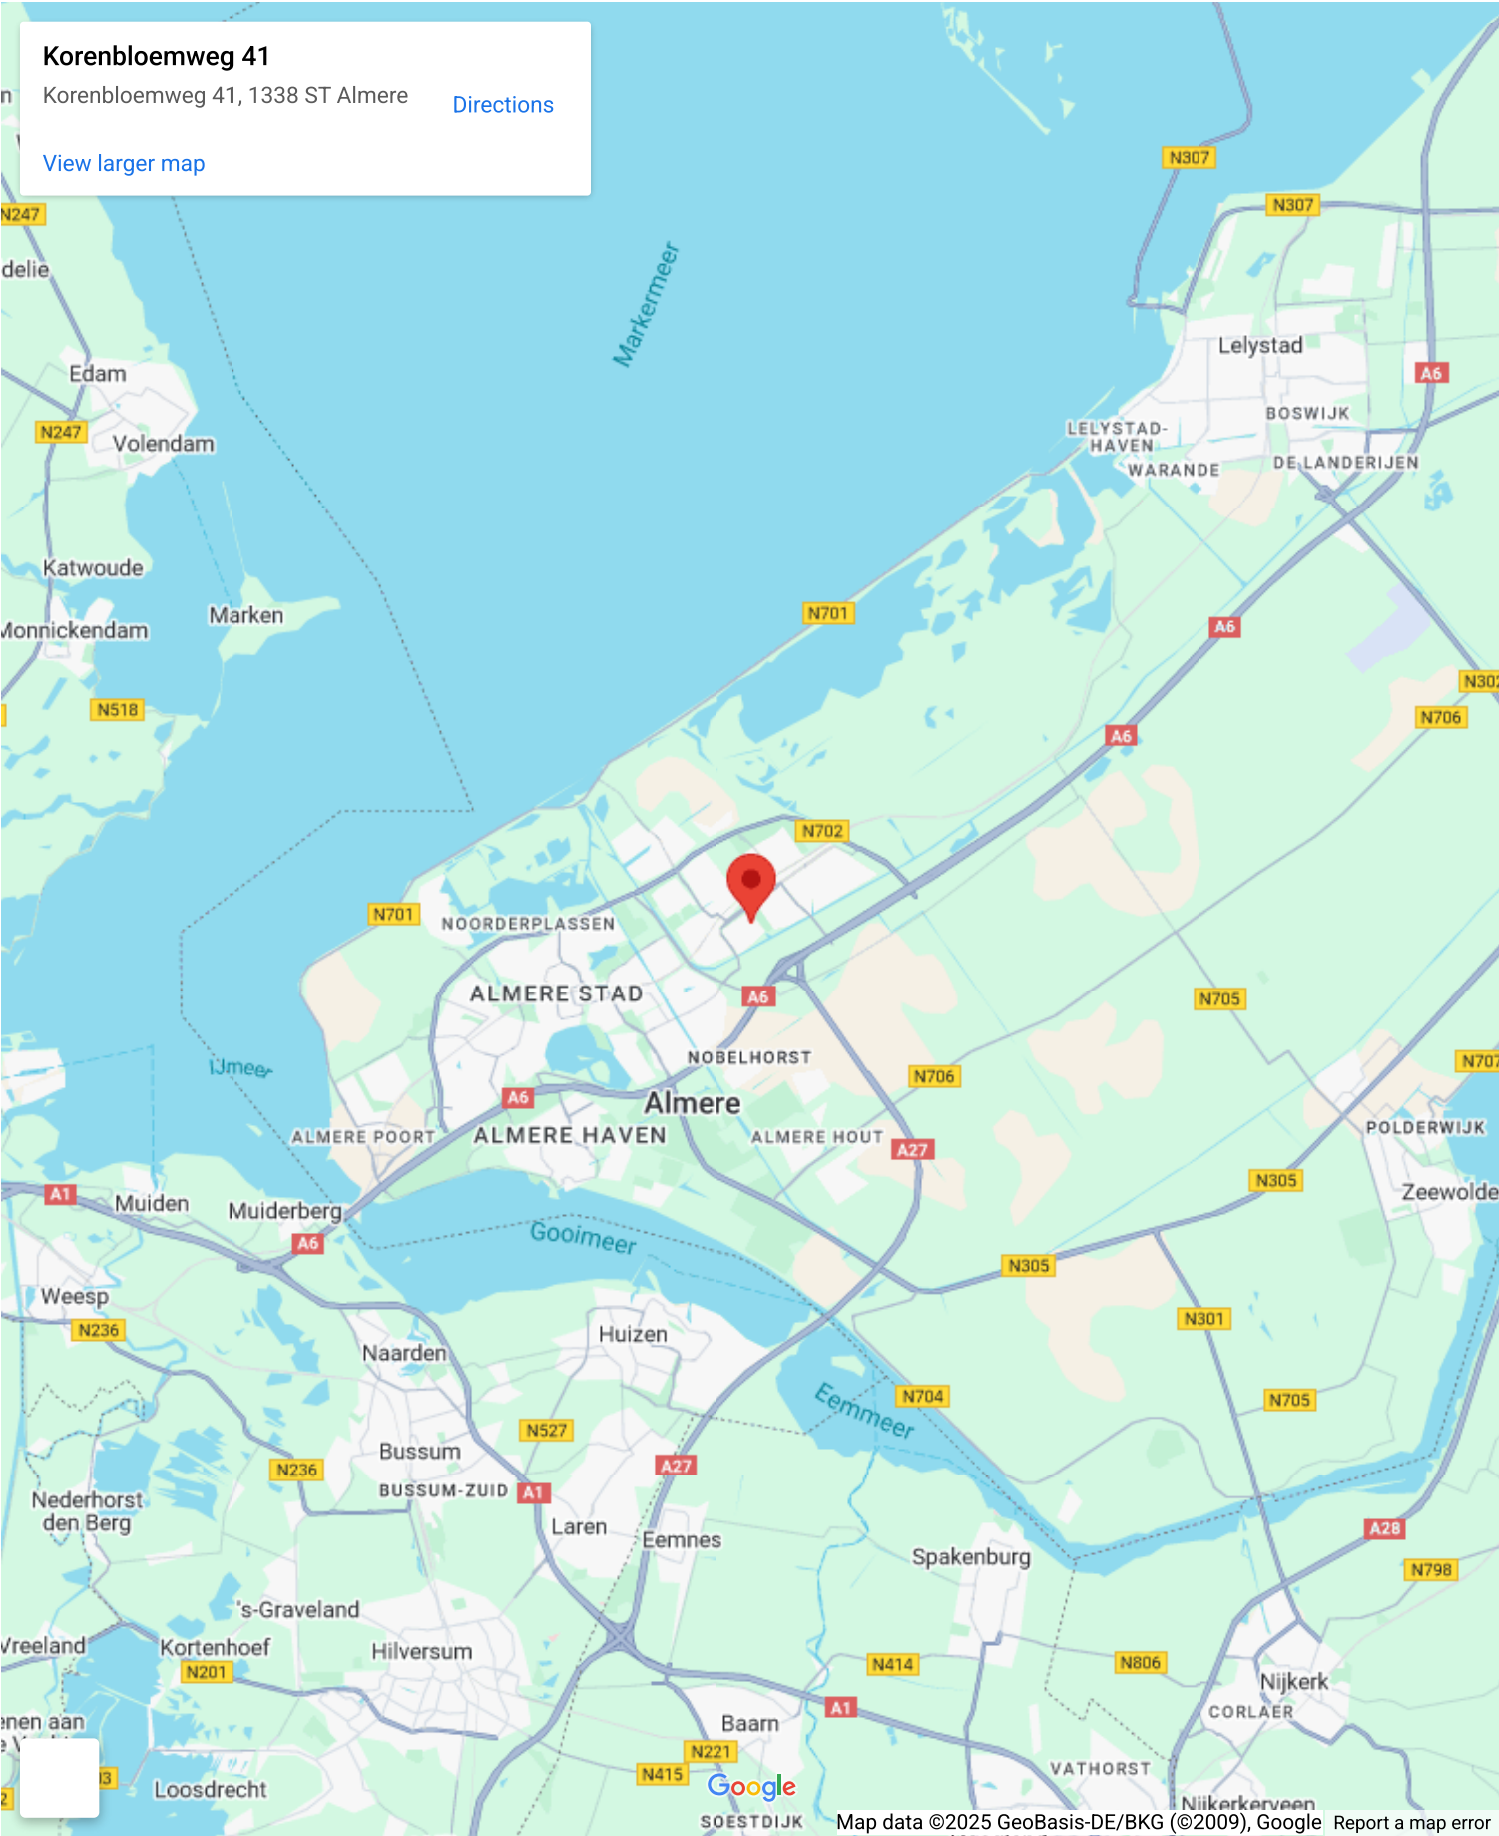 Korenbloemweg 41
Korenbloemweg 41, 1338 ST Almere
Directions
View larger map
N307
N247
N307
delie
Markermeer
Lelystad
Edam
A6
BOSWIJK
N247
Volendam
LELYSTAD-
HAVEN
WARANDE
DE LANDERIJEN
Katwoude
Marken
N701
Monnickendam
A6
N302
N518
N706
A6
N702
N701
NOORDERPLASSEN
ALMERE STAD
A6
N705
IJmeer
NOBELHORST
N707
N706
A6
Almere
ALMERE POORT
ALMERE HAVEN
ALMERE HOUT
POLDERWIJK
A27
A1
N305
Muiden
Muiderberg
Zeewolde
A6
Gooimeer
N305
Weesp
N301
N236
Huizen
Naarden
N704
N705
Eemmeer
N527
Bussum
N236
A27
BUSSUM-ZUID
A1
Nederhorst
den Berg
Laren
A28
Eemnes
Spakenburg
N798
's-Graveland
Vreeland
Kortenhoef
Hilversum
N201
N414
N806
Nijkerk
A1
CORLAER
enen aan
Baarn
N221
VATHORST
N415
Google
Loosdrecht
Nijkerkerveen
SOESTDIJK
Map data ©2025 GeoBasis-DE/BKG (©2009), Google
Report a map error